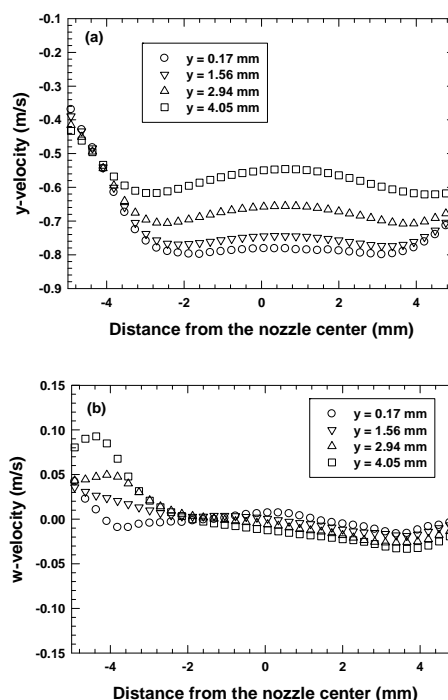 (a)
y = 0.17 mm
y = 1.56 mm
y = 2.94 mm
y = 4.05 mm
-0.1
-0.2
-0.3
-0.4
-0.5
-0.6
-0.7
-0.8
-0.9
y-velocity (m/s)
-4 -2 0 2 4
Distance from the nozzle center (mm)
(b)
y = 0.17 mm
y = 1.56 mm
y = 2.94 mm
y = 4.05 mm
0.15
0.10
0.05
0.00
-0.05
-0.10
-0.15
w-velocity (m/s)
-4 -2 0 2 4
Distance from the nozzle center (mm)